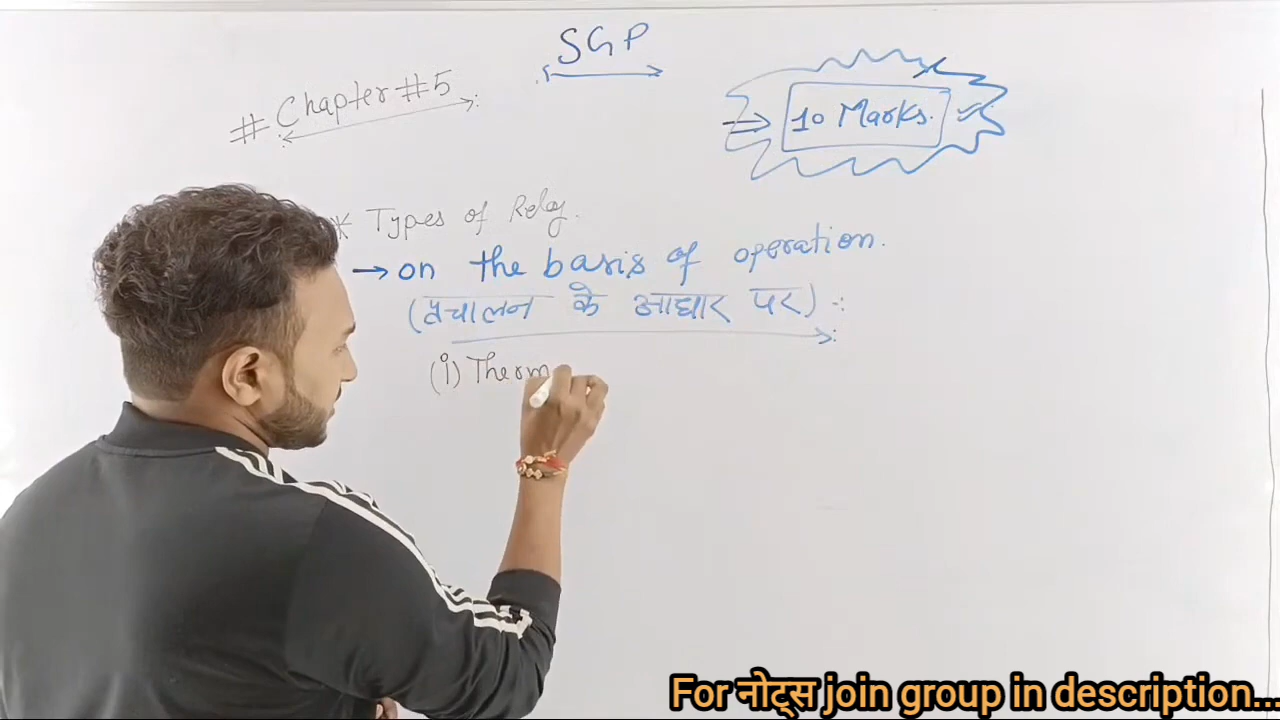 SGP
# Chapter #5
→ 10 Marks.
* Types of Relay.
→ on the basis of operation.
(संचालन के आधार पर) :
(i) Therm
For नोट्स join group in description...